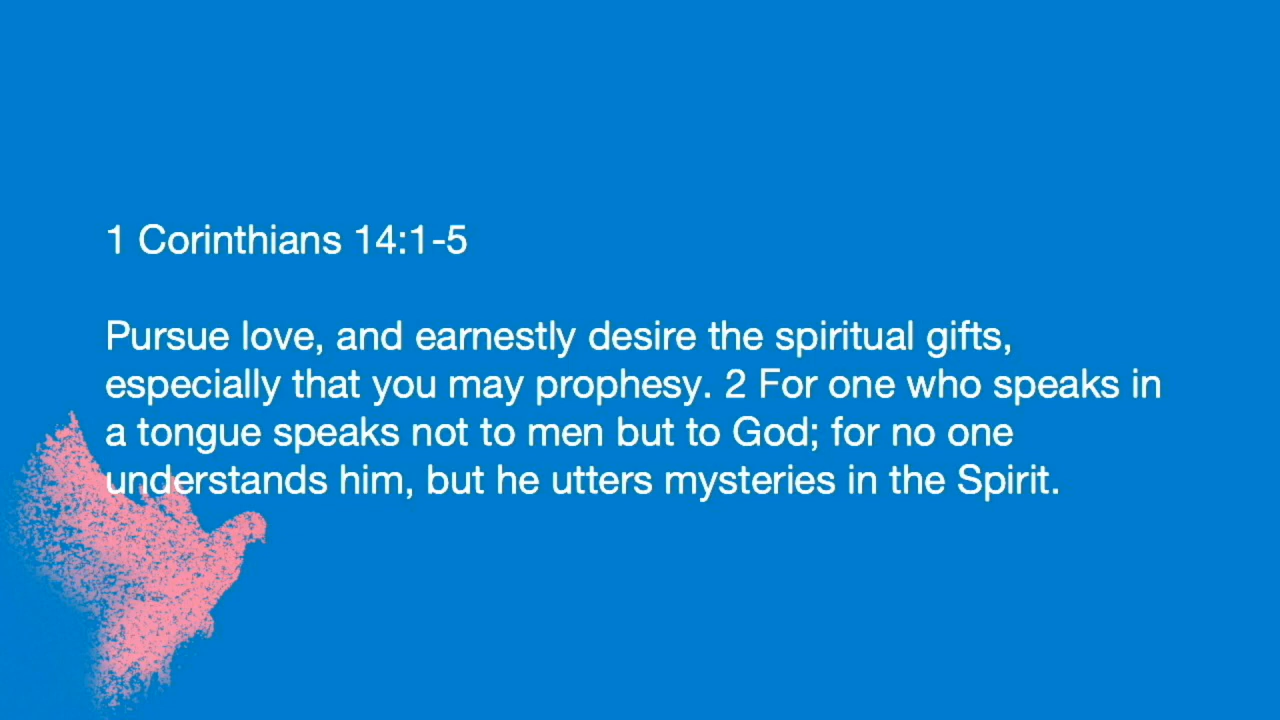 1 Corinthians 14:1-5
Pursue love, and earnestly desire the spiritual gifts,
especially that you may prophesy. 2 For one who speaks in
a tongue speaks not to men but to God; for no one
understands him, but he utters mysteries in the Spirit.